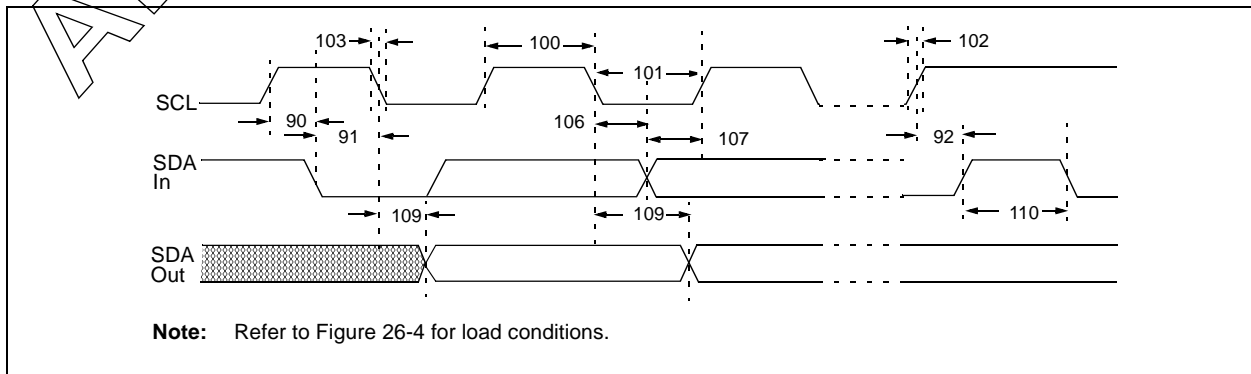 103
100
102
101
SCL
90
91
106
107
92
SDA
In
109
109
110
SDA
Out
Note: Refer to Figure 26-4 for load conditions.